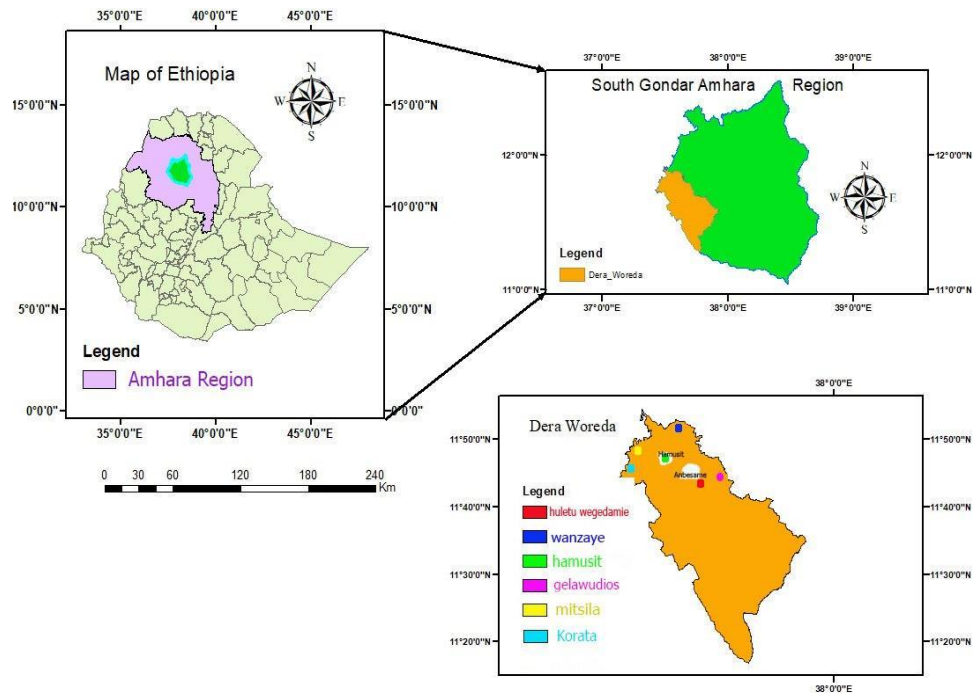 35°0'0"E 40°0'0"E 45°0'0"E
Map of Ethiopia
N
W E
S
15°0'0"N 15°0'0"N
10°0'0"N 10°0'0"N
5°0'0"N 5°0'0"N
0°0'0" 0°0'0"
Legend
Amhara Region
35°0'0"E 40°0'0"E 45°0'0"E
0 15 30 60 120 180 240
Km
37°0'0"E 38°0'0"E 39°0'0"E
South Gondar Amhara Region
12°0'0"N 12°0'0"N
N
W E
S
Legend
Dera_Woreda
11°0'0"N 11°0'0"N
37°0'0"E 38°0'0"E 39°0'0"E
38°0'0"E
Dera Woreda
11°50'0"N 11°50'0"N
Hamusit
Anbesame
Legend
huletu wegedamie
wanzaye
hamusit
gelawudios
mitsila
Korata
11°40'0"N 11°40'0"N
11°30'0"N 11°30'0"N
11°20'0"N 11°20'0"N
38°0'0"E